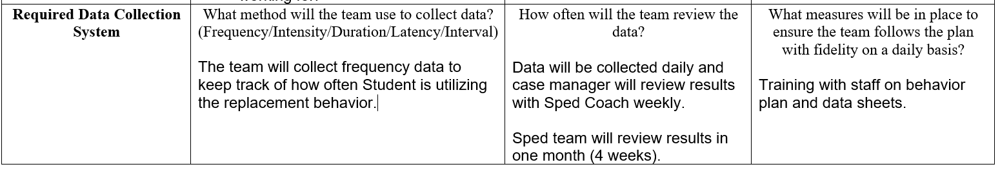 working for?
Required Data Collection
System
What method will the team use to collect data?
(Frequency/Intensity/Duration/Latency/Interval)
The team will collect frequency data to
keep track of how often Student is utilizing
the replacement behavior.
How often will the team review the
data?
Data will be collected daily and
case manager will review results
with Sped Coach weekly.
Sped team will review results in
one month (4 weeks).
What measures will be in place to
ensure the team follows the plan
with fidelity on a daily basis?
Training with staff on behavior
plan and data sheets.